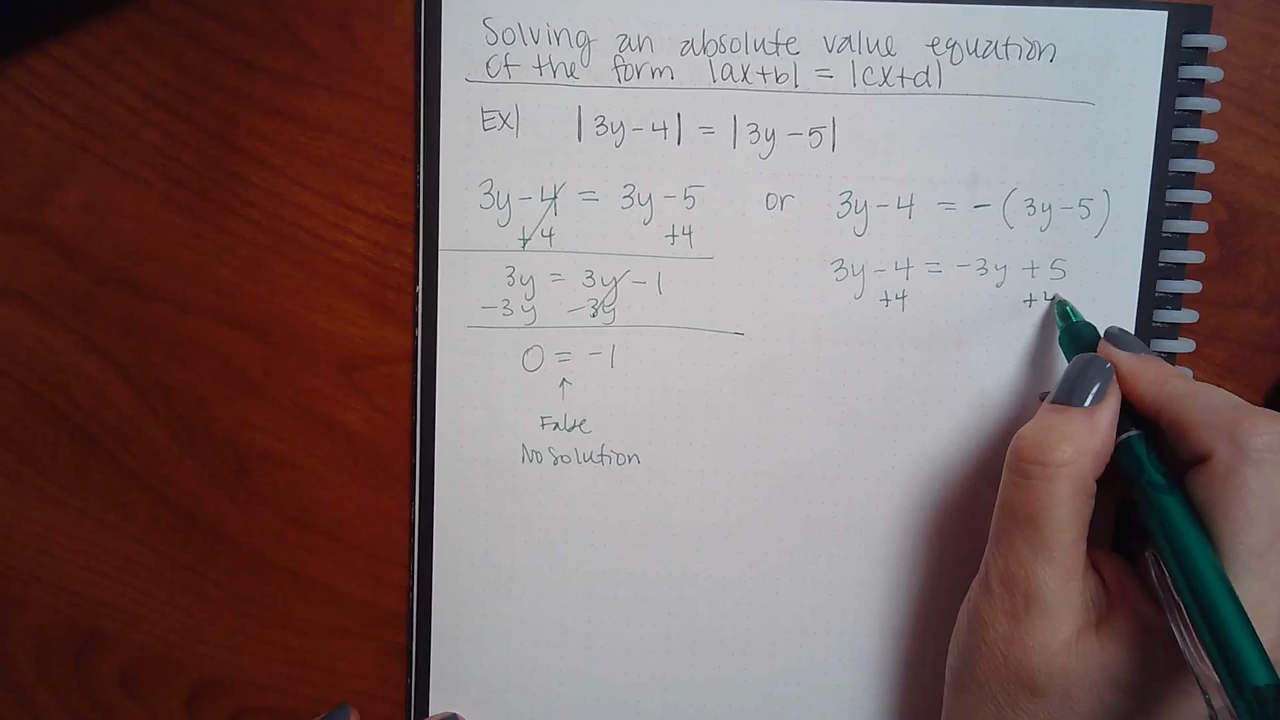 Solving an absolute value equation
of the form |ax+b| = |cx+d|
EX) |3y-4| = |3y-5|
3y-4 = 3y-5 or 3y-4 = -(3y-5)
+4 +4
3y = 3y-1
-3y -3y
0 = -1
↑
False
No solution
3y-4 = -3y+5
+4 +4